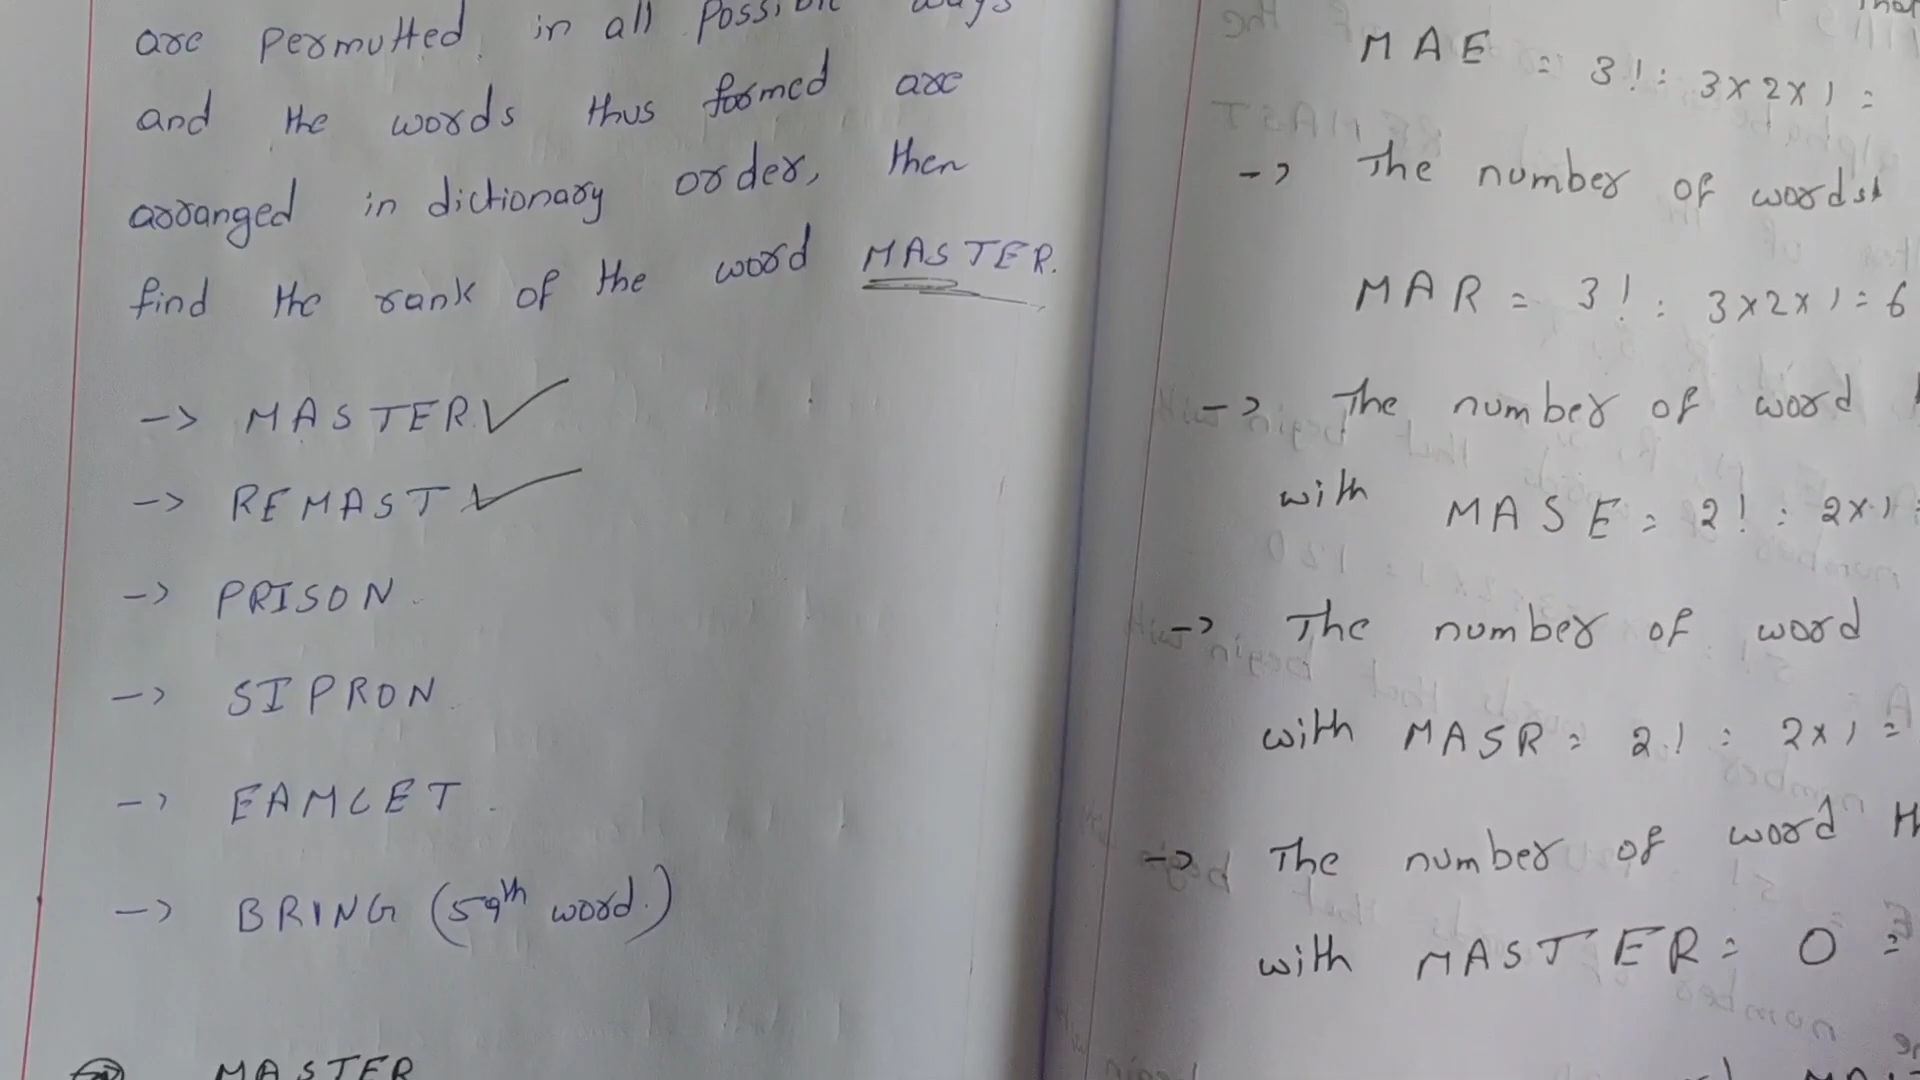 are permutted in all possible ways
and the words thus formed are
arranged in dictionary order, then
find the rank of the word MASTER.
-> MASTER. ✓
-> REMAST ✓
-> PRISON.
-> SIPRON.
-> EAMCET.
-> BRING (59th word.)
MASTER
MAE = 3! = 3x2x1 =
-> The number of words
MAR = 3! = 3x2x1 = 6
-> The number of word
with MASE = 2! = 2x1 =
-> The number of word
with MASR = 2! = 2x1 =
-> The number of word
with MASTER = 0 =